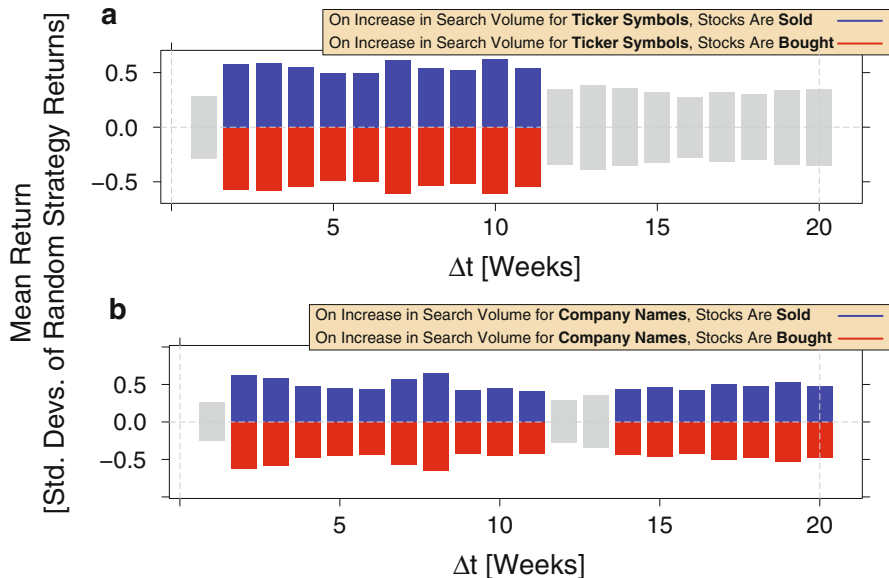 a
On Increase in Search Volume for Ticker Symbols, Stocks Are Sold
On Increase in Search Volume for Ticker Symbols, Stocks Are Bought
0.5
0.0
−0.5
5
10
15
20
Δt [Weeks]
Mean Return
[Std. Devs. of Random Strategy Returns]
b
On Increase in Search Volume for Company Names, Stocks Are Sold
On Increase in Search Volume for Company Names, Stocks Are Bought
0.5
0.0
−0.5
5
10
15
20
Δt [Weeks]